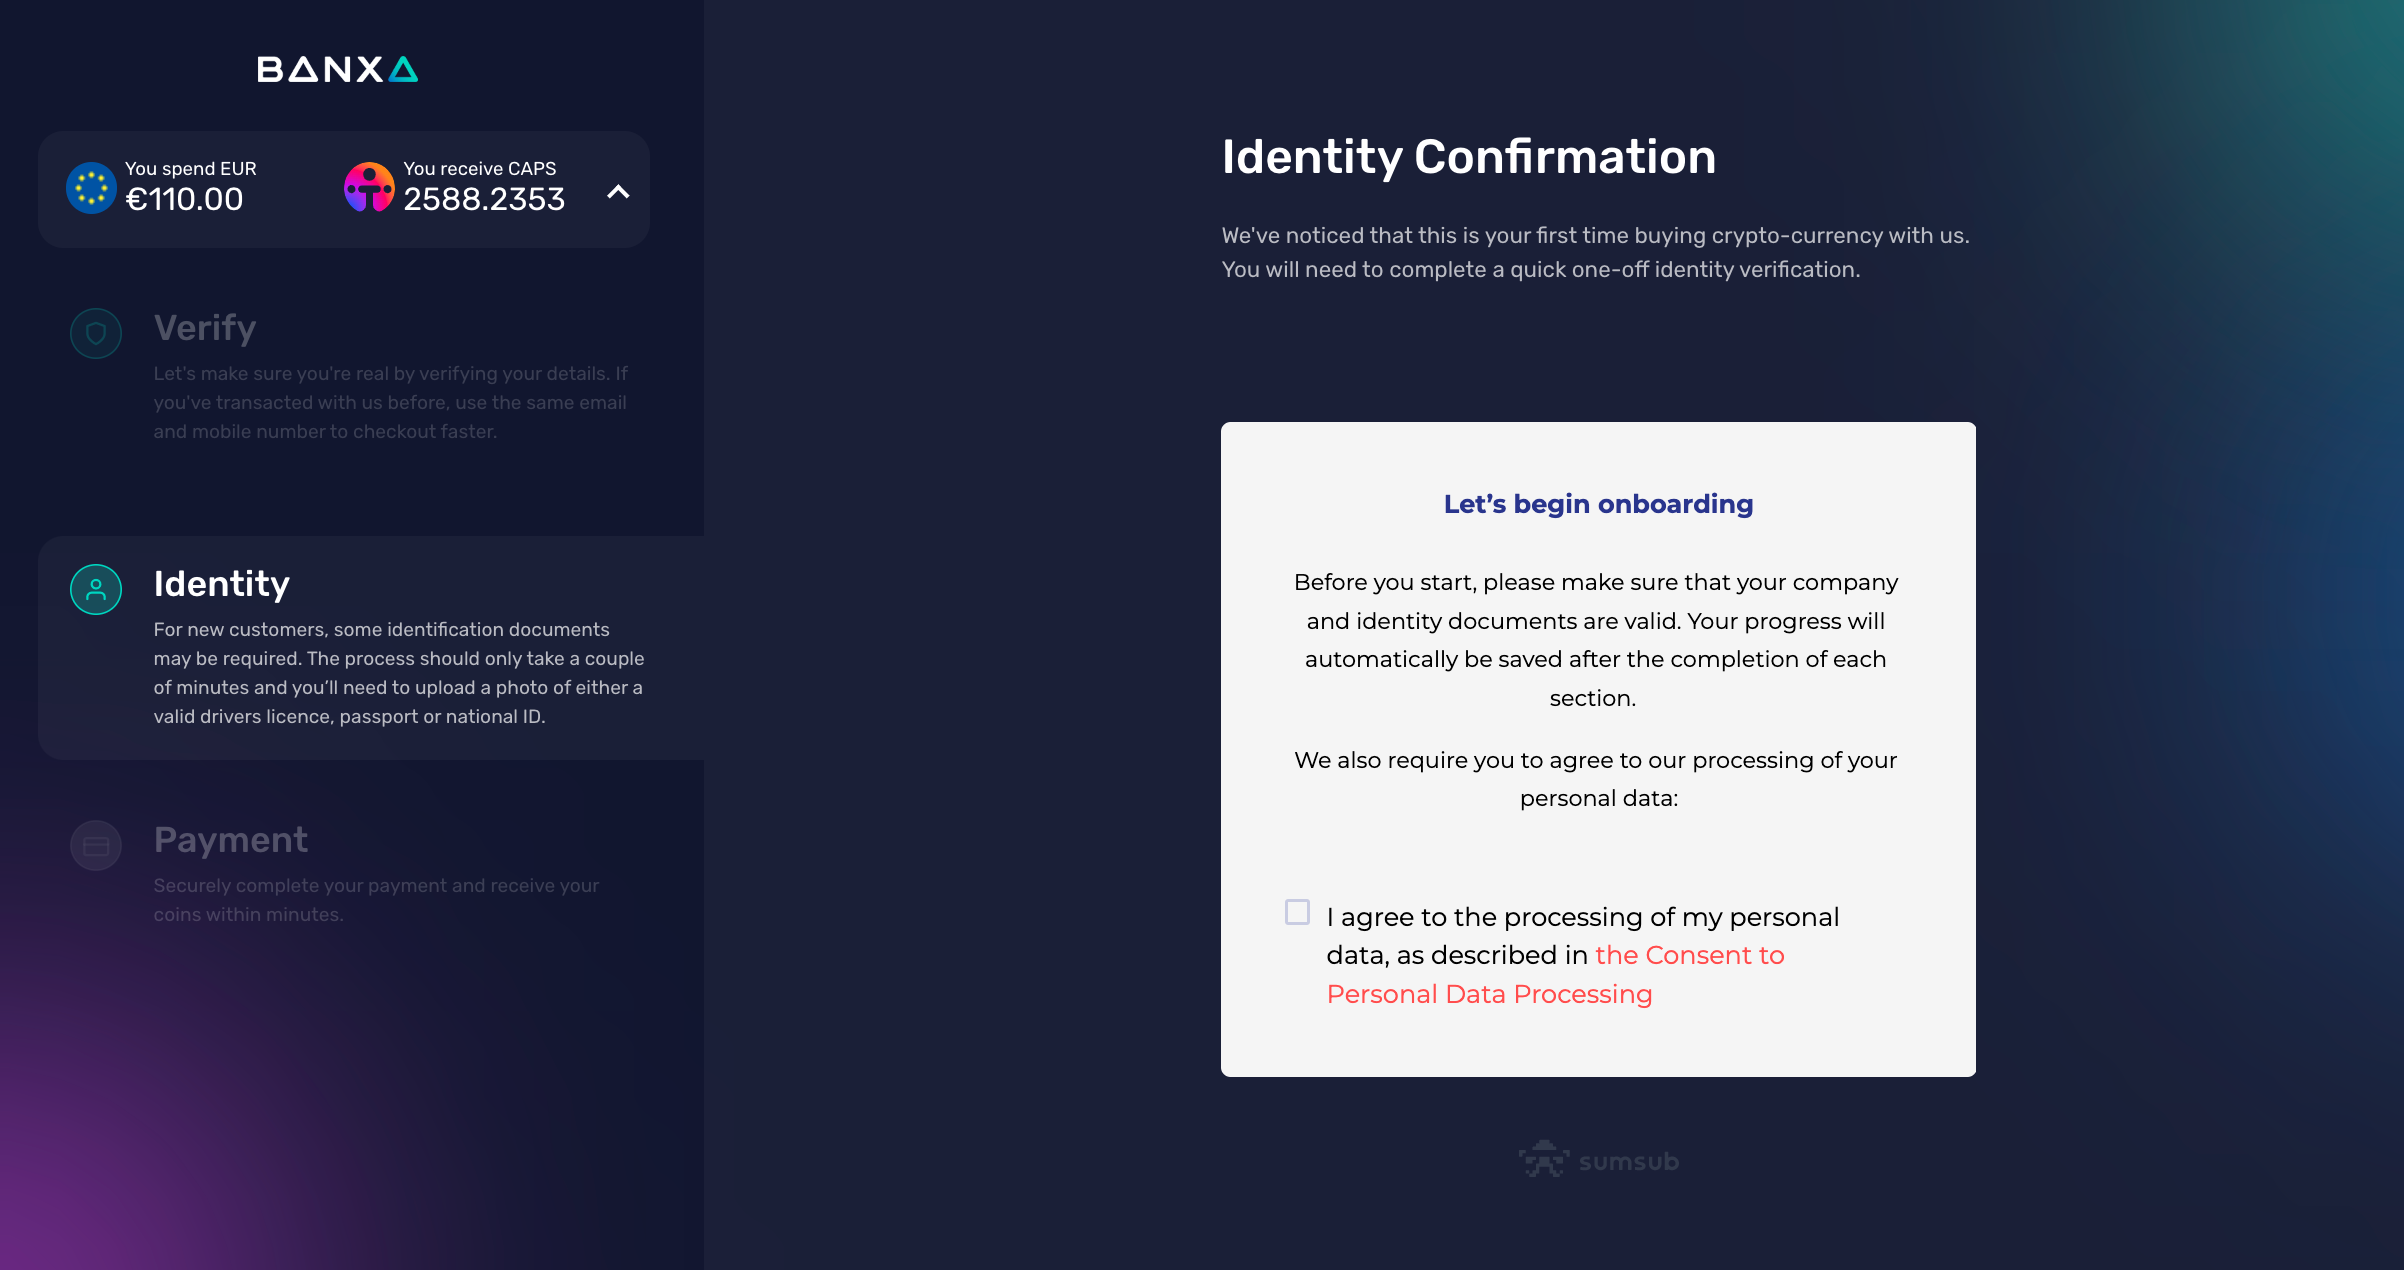 BANXA
You spend EUR
€110.00
You receive CAPS
2588.2353
Verify
Let's make sure you're real by verifying your details. If
you've transacted with us before, use the same email
and mobile number to checkout faster.
Identity
For new customers, some identification documents
may be required. The process should only take a couple
of minutes and you’ll need to upload a photo of either a
valid drivers licence, passport or national ID.
Payment
Securely complete your payment and receive your
coins within minutes.
Identity Confirmation
We've noticed that this is your first time buying crypto-currency with us.
You will need to complete a quick one-off identity verification.
Let’s begin onboarding
Before you start, please make sure that your company
and identity documents are valid. Your progress will
automatically be saved after the completion of each
section.
We also require you to agree to our processing of your
personal data:
I agree to the processing of my personal
data, as described in the Consent to
Personal Data Processing
sumsub